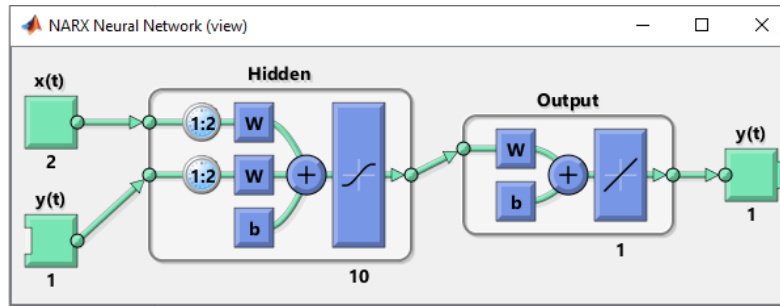 NARX Neural Network (view)
Hidden
x(t)
Output
1:2 W
W
y(t)
2
1:2 W
+
+
y(t)
b
b
1
1
1
10